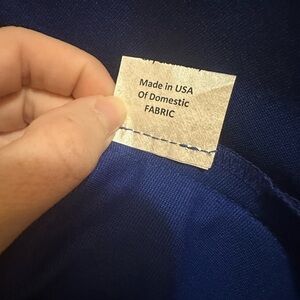 Made in USA
Of Domestic
FABRIC